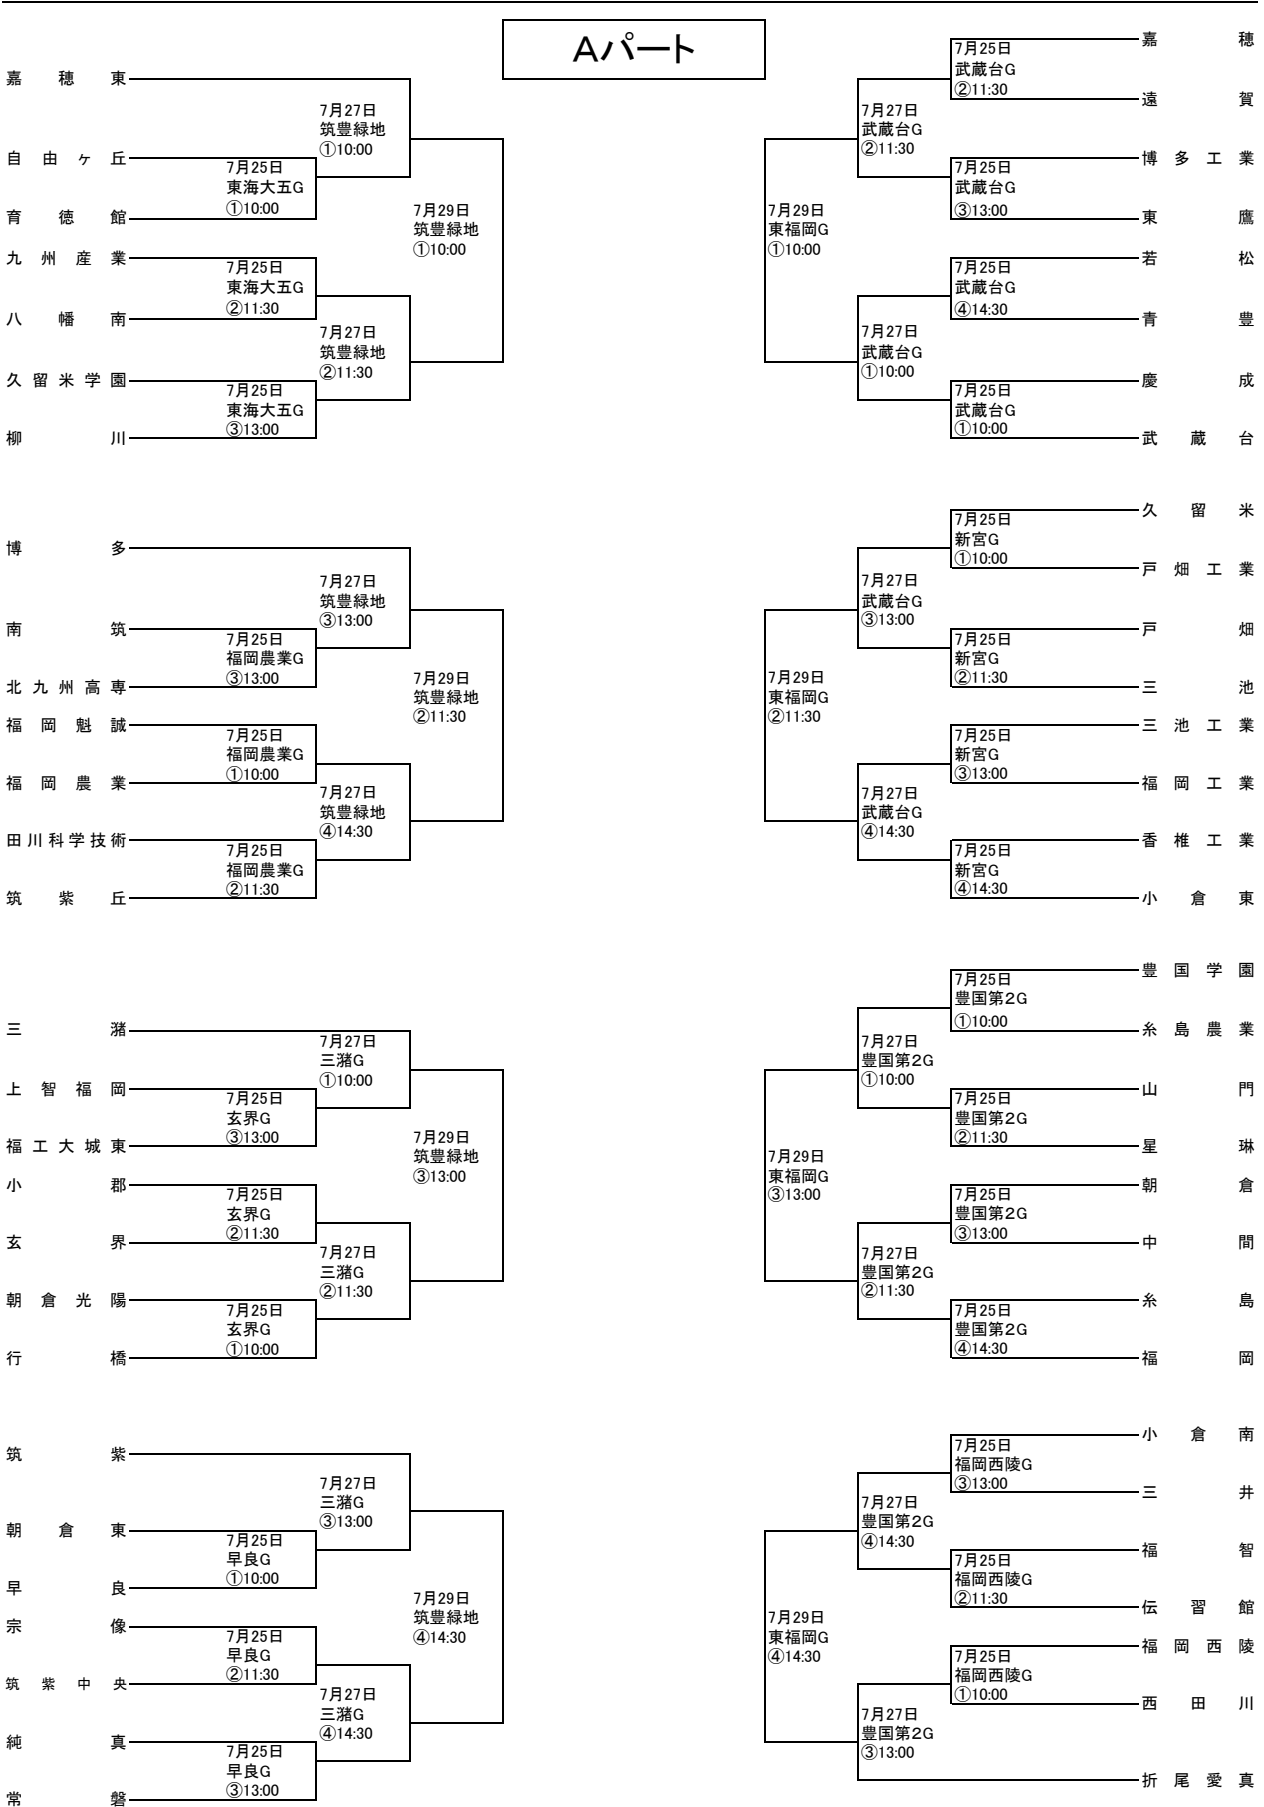 Aパート
嘉穂東
7月27日
筑豊緑地
①10:00
自由ヶ丘
7月25日
東海大五G
①10:00
育徳館
7月29日
筑豊緑地
①10:00
九州産業
7月25日
東海大五G
②11:30
八幡南
7月27日
筑豊緑地
②11:30
久留米学園
7月25日
東海大五G
③13:00
柳川
博多
7月27日
筑豊緑地
③13:00
南筑
7月25日
福岡農業G
③13:00
北九州高専
7月29日
筑豊緑地
②11:30
福岡魁誠
7月25日
福岡農業G
①10:00
福岡農業
7月27日
筑豊緑地
④14:30
田川科学技術
7月25日
福岡農業G
②11:30
筑紫丘
三潴
7月27日
三潴G
①10:00
上智福岡
7月25日
玄界G
③13:00
福工大城東
7月29日
筑豊緑地
③13:00
小郡
7月25日
玄界G
②11:30
玄界
7月27日
三潴G
②11:30
朝倉光陽
7月25日
玄界G
①10:00
行橋
筑紫
7月27日
三潴G
③13:00
朝倉東
7月25日
早良G
①10:00
早良
7月29日
筑豊緑地
④14:30
宗像
7月25日
早良G
②11:30
筑紫中央
7月27日
三潴G
④14:30
純真
7月25日
早良G
③13:00
常磐
嘉穂
7月25日
武蔵台G
②11:30
遠賀
7月27日
武蔵台G
②11:30
博多工業
7月25日
武蔵台G
③13:00
東鷹
7月29日
東福岡G
①10:00
若松
7月25日
武蔵台G
④14:30
青豊
7月27日
武蔵台G
①10:00
慶成
7月25日
武蔵台G
①10:00
武蔵台
久留米
7月25日
新宮G
①10:00
戸畑工業
7月27日
武蔵台G
③13:00
戸畑
7月25日
新宮G
②11:30
三池
7月29日
東福岡G
②11:30
三池工業
7月25日
新宮G
③13:00
福岡工業
7月27日
武蔵台G
④14:30
香椎工業
7月25日
新宮G
④14:30
小倉東
豊国学園
7月25日
豊国第2G
①10:00
糸島農業
7月27日
豊国第2G
①10:00
山門
7月25日
豊国第2G
②11:30
星琳
7月29日
東福岡G
③13:00
朝倉
7月25日
豊国第2G
③13:00
中間
7月27日
豊国第2G
②11:30
糸島
7月25日
豊国第2G
④14:30
福岡
小倉南
7月25日
福岡西陵G
③13:00
三井
7月27日
豊国第2G
④14:30
福智
7月25日
福岡西陵G
②11:30
伝習館
7月29日
東福岡G
④14:30
福岡西陵
7月25日
福岡西陵G
①10:00
西田川
7月27日
豊国第2G
③13:00
折尾愛真